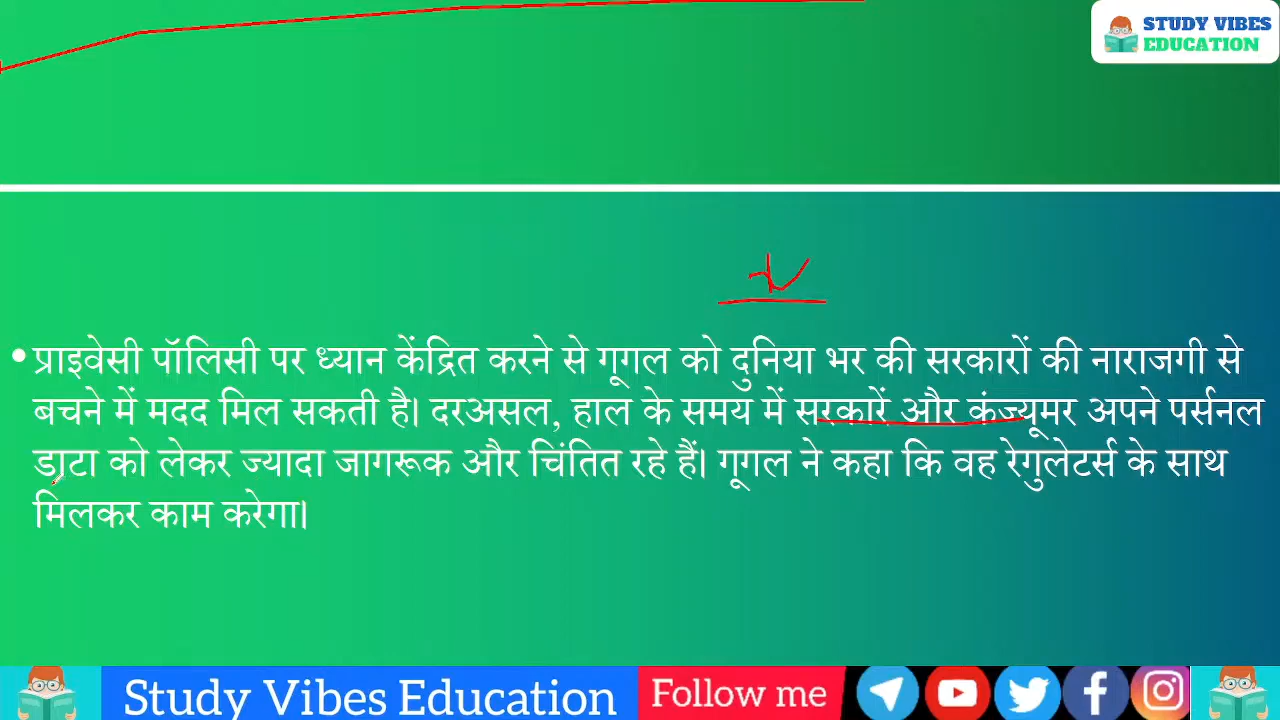 STUDY VIBES
EDUCATION
• प्राइवेसी पॉलिसी पर ध्यान केंद्रित करने से गूगल को दुनिया भर की सरकारों की नाराजगी से
बचने में मदद मिल सकती है। दरअसल, हाल के समय में सरकारें और कंज्यूमर अपने पर्सनल
डाटा को लेकर ज्यादा जागरूक और चिंतित रहे हैं। गूगल ने कहा कि वह रेगुलेटर्स के साथ
मिलकर काम करेगा।
Study Vibes Education Follow me